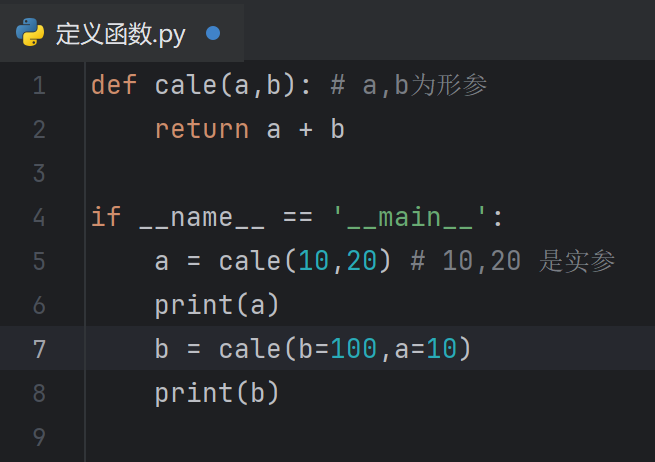 定义函数.py
1 def cale(a,b): # a,b为形参
2     return a + b
3
4 if __name__ == '__main__':
5     a = cale(10,20) # 10,20 是实参
6     print(a)
7     b = cale(b=100,a=10)
8     print(b)
9